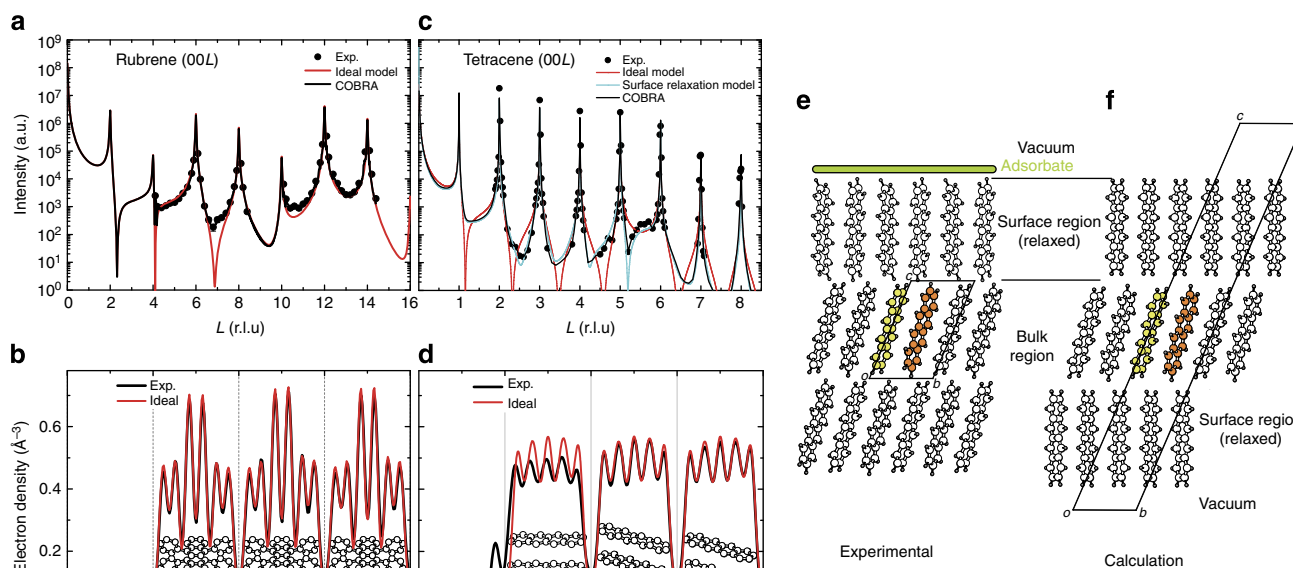 a
10⁹
10⁸
10⁷
10⁶
10⁵
10⁴
10³
10²
10¹
10⁰
Intensity (a.u.)
Rubrene (00L)
Exp.
Ideal model
COBRA
0 2 4 6 8 10 12 14 16
L (r.l.u)
c
Tetracene (00L)
Exp.
Ideal model
Surface relaxation model
COBRA
1 2 3 4 5 6 7 8
L (r.l.u)
b
Exp.
Ideal
0.6
0.4
0.2
Electron density (Å⁻³)
d
Exp.
Ideal
e
Vacuum
Adsorbate
Surface region
(relaxed)
Bulk
region
o
b
Experimental
f
c
Surface regio
(relaxed)
Vacuum
o
b
Calculation